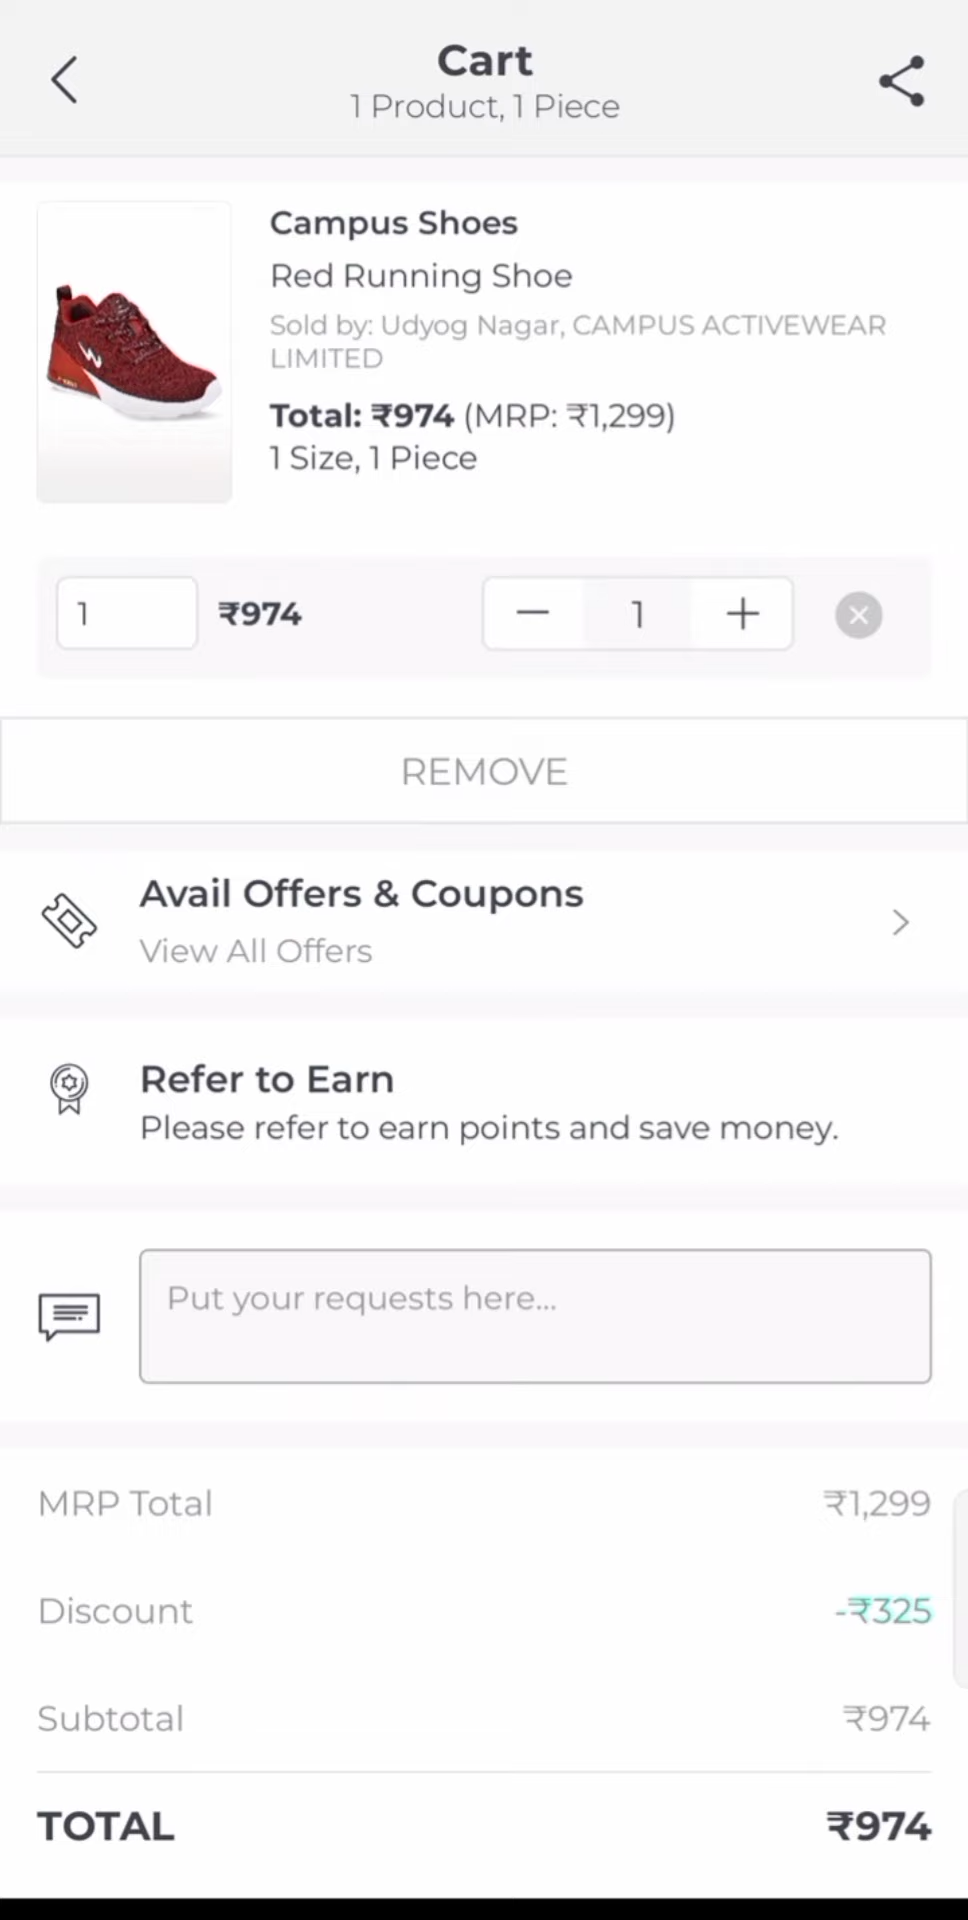 Cart
1 Product, 1 Piece
Campus Shoes
Red Running Shoe
Sold by: Udyog Nagar, CAMPUS ACTIVEWEAR
LIMITED
Total: ₹974 (MRP: ₹1,299)
1 Size, 1 Piece
1 ₹974 1
REMOVE
Avail Offers & Coupons
View All Offers
Refer to Earn
Please refer to earn points and save money.
Put your requests here...
MRP Total ₹1,299
Discount -₹325
Subtotal ₹974
TOTAL ₹974